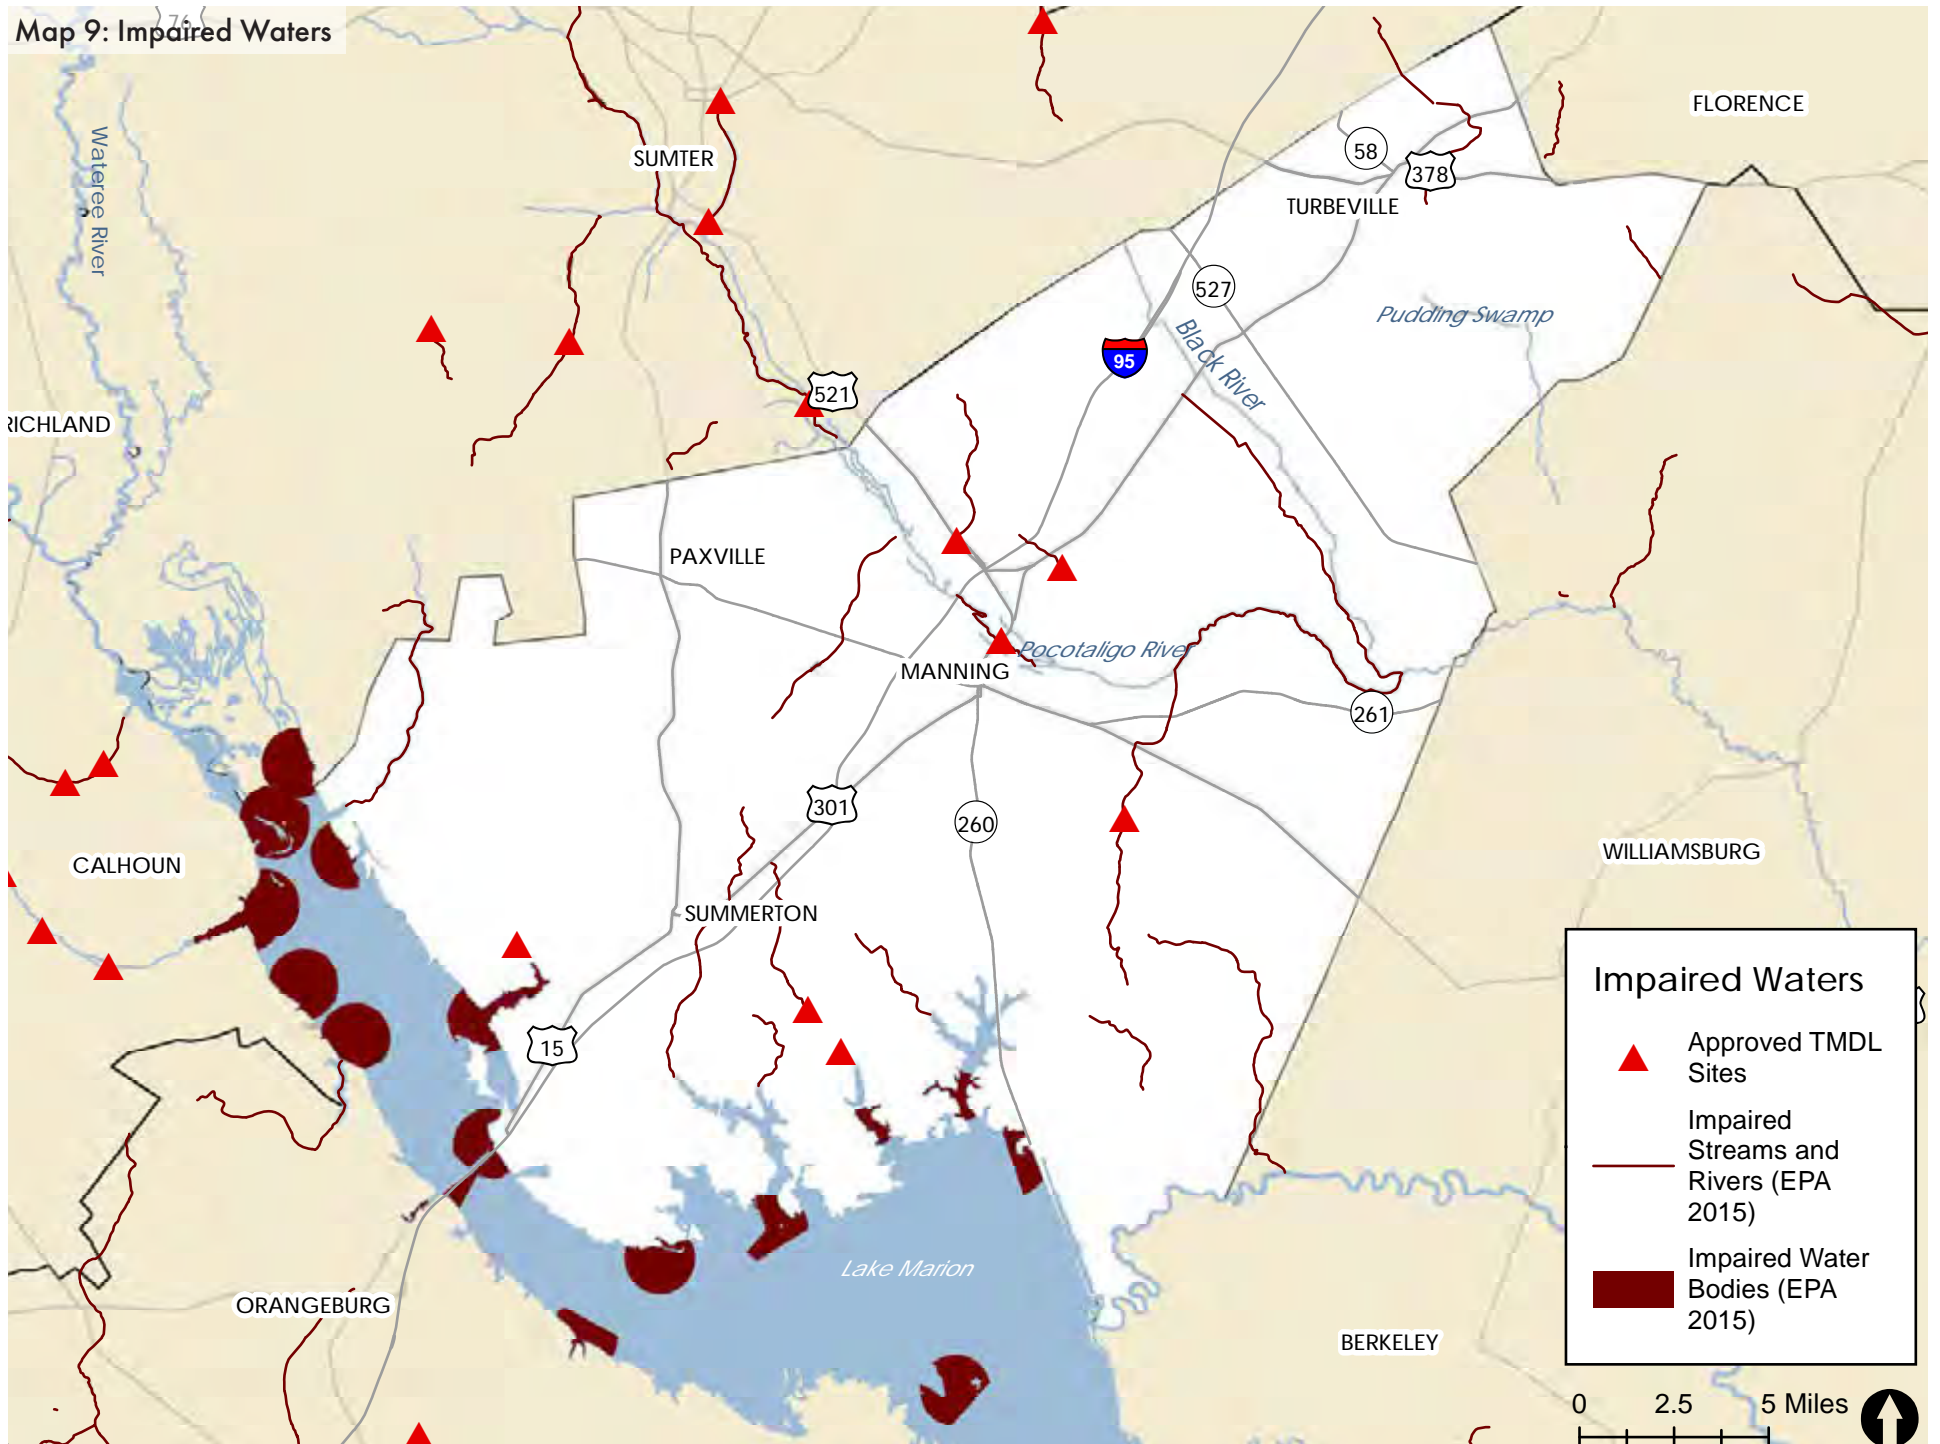 Map 9: Impaired Waters
76
FLORENCE
Wateree River
SUMTER
58
378
TURBEVILLE
527
Pudding Swamp
Black River
95
521
RICHLAND
PAXVILLE
Pocotaligo River
MANNING
261
301
260
CALHOUN
WILLIAMSBURG
SUMMERTON
15
Lake Marion
ORANGEBURG
BERKELEY
Impaired Waters
Approved TMDL
Sites
Impaired
Streams and
Rivers (EPA
2015)
Impaired Water
Bodies (EPA
2015)
0 2.5 5 Miles